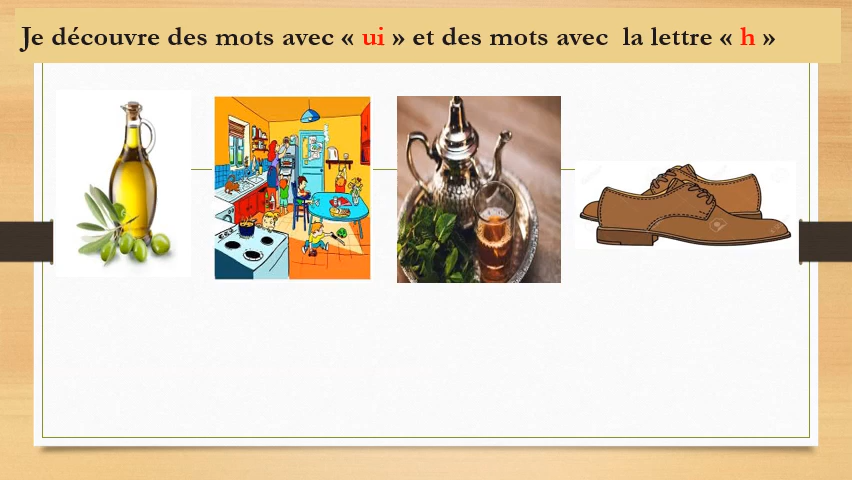 Je découvre des mots avec « ui » et des mots avec la lettre « h »